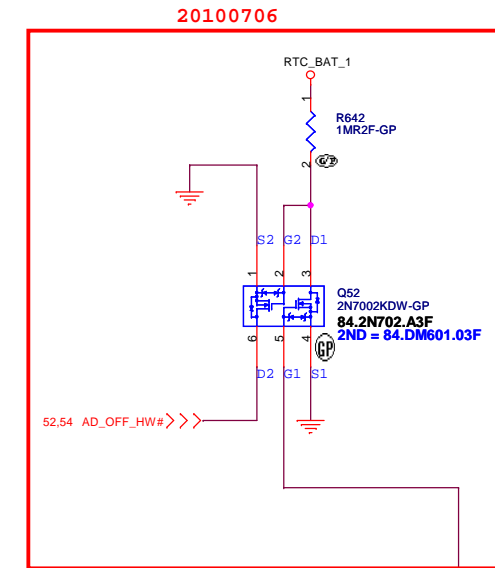 20100706
RTC_BAT_1
1
R642
1MR2F-GP
2
G/P
S2 G2 D1
1 2 3
Q52
2N7002KDW-GP
84.2N702.A3F
2ND = 84.DM601.03F
6 5 4
GP
D2 G1 S1
52,54 AD_OFF_HW#